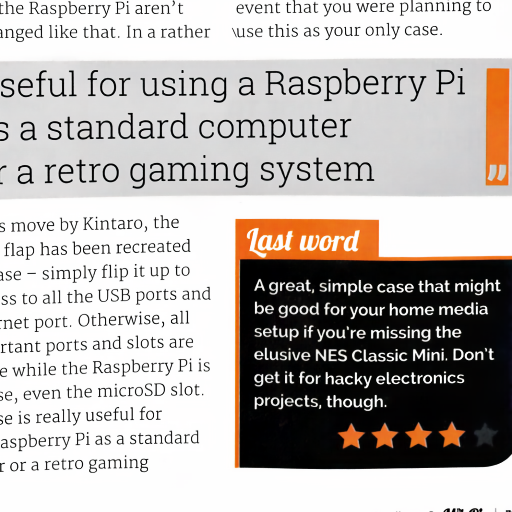 the Raspberry Pi aren't
anged like that. In a rather
event that you were planning to
use this as your only case.
seful for using a Raspberry Pi
s a standard computer
r a retro gaming system
"
s move by Kintaro, the
flap has been recreated
ase – simply flip it up to
ss to all the USB ports and
rnet port. Otherwise, all
rtant ports and slots are
e while the Raspberry Pi is
se, even the microSD slot.
se is really useful for
aspberry Pi as a standard
r or a retro gaming
Last word
A great, simple case that might
be good for your home media
setup if you're missing the
elusive NES Classic Mini. Don't
get it for hacky electronics
projects, though.